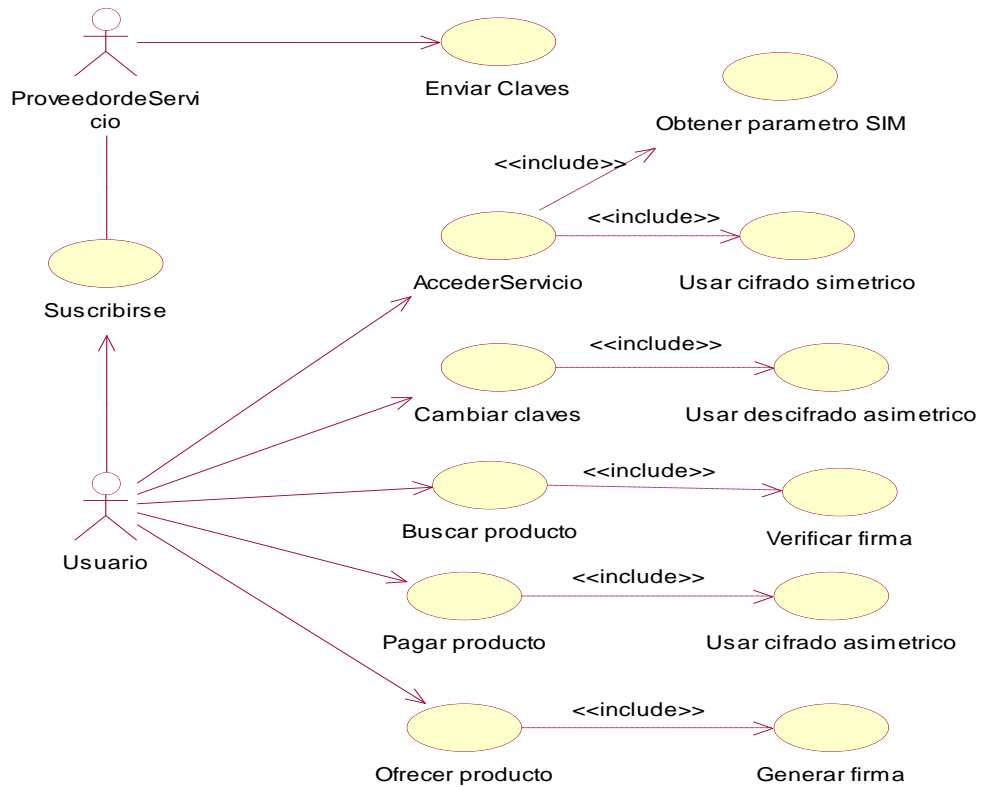 ProveedordeServi
cio
Enviar Claves
Obtener parametro SIM
<<include>>
<<include>>
AccederServicio
Usar cifrado simetrico
Suscribirse
<<include>>
Cambiar claves
Usar descifrado asimetrico
<<include>>
Buscar producto
Verificar firma
Usuario
<<include>>
Pagar producto
Usar cifrado asimetrico
<<include>>
Ofrecer producto
Generar firma